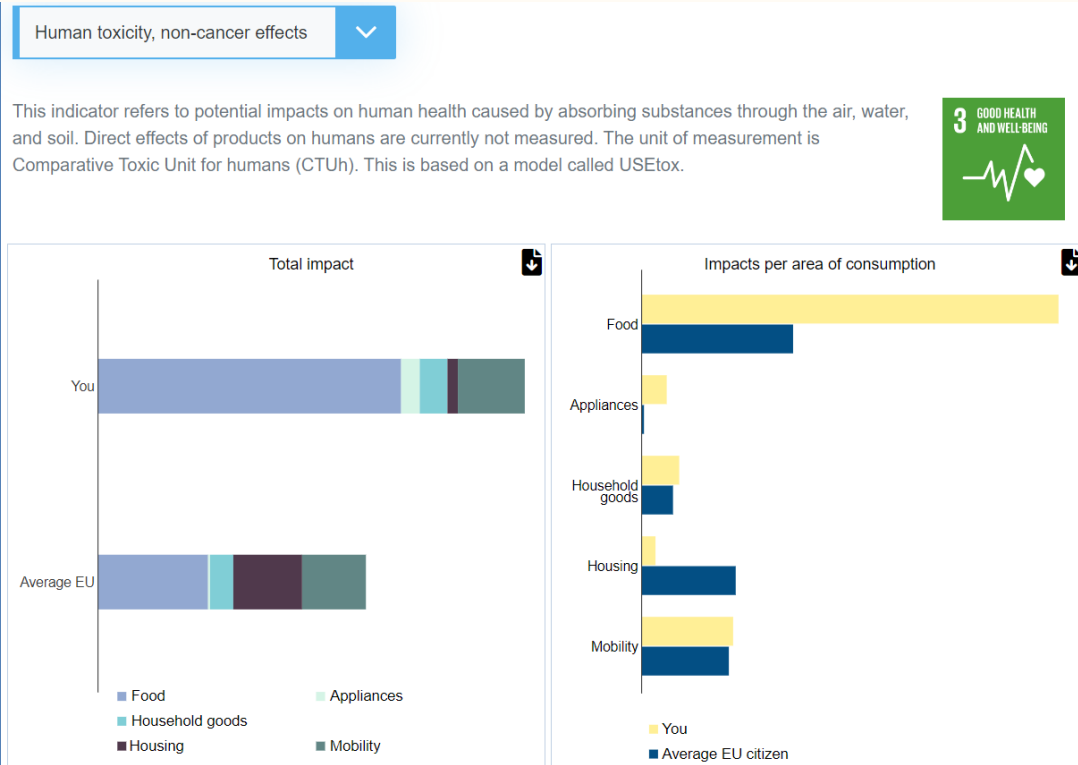 Human toxicity, non-cancer effects
This indicator refers to potential impacts on human health caused by absorbing substances through the air, water,
and soil. Direct effects of products on humans are currently not measured. The unit of measurement is
Comparative Toxic Unit for humans (CTUh). This is based on a model called USEtox.
3 GOOD HEALTH
AND WELL-BEING
Total impact
You
Average EU
Food
Appliances
Household goods
Housing
Mobility
Impacts per area of consumption
Food
Appliances
Household
goods
Housing
Mobility
You
Average EU citizen